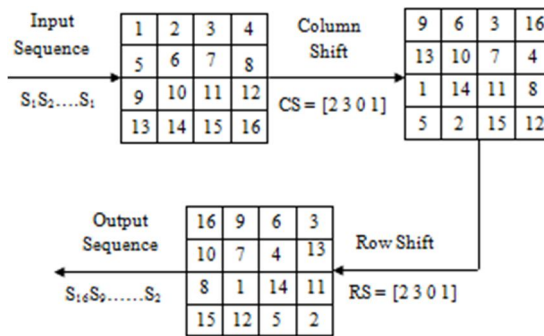 Input
Sequence
S1S2....S1
1 2 3 4
5 6 7 8
9 10 11 12
13 14 15 16
Column
Shift
CS = [2 3 0 1]
9 6 3 16
13 10 7 4
1 14 11 8
5 2 15 12
Output
Sequence
S16S9......S2
16 9 6 3
10 7 4 13
8 1 14 11
15 12 5 2
Row Shift
RS = [2 3 0 1]